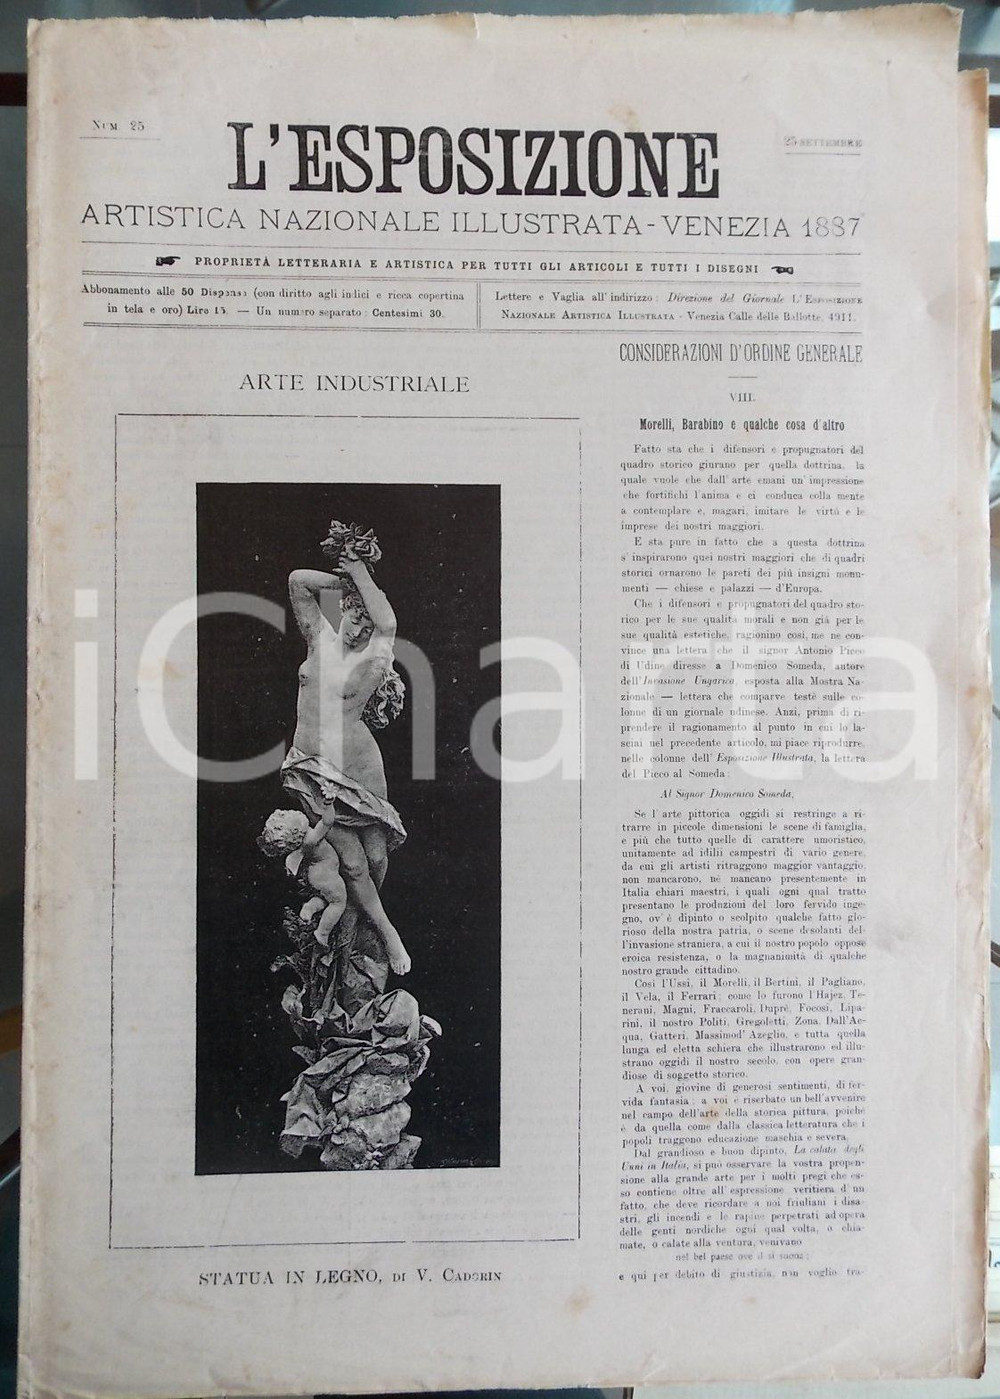 NUM. 25
25 SETTEMBRE
L'ESPOSIZIONE
ARTISTICA NAZIONALE ILLUSTRATA - VENEZIA 1887
PROPRIETÀ LETTERARIA E ARTISTICA PER TUTTI GLI ARTICOLI E TUTTI I DISEGNI
Abbonamento alle 50 Dispense (con diritto agli indici e ricca copertina
in tela e oro) Lire 15. — Un numero separato: Centesimi 30.
Lettere e Vaglia all'indirizzo: Direzione del Giornale L'ESPOSIZIONE
NAZIONALE ARTISTICA ILLUSTRATA - Venezia Calle delle Ballotte, 4911.
ARTE INDUSTRIALE
STATUA IN LEGNO, DI V. CADORIN
CONSIDERAZIONI D'ORDINE GENERALE
VIII.
Morelli, Barabino e qualche cosa d'altro
Fatto sta che i difensori e propugnatori del
quadro storico giurano per quella dottrina, la
quale vuole che dall'arte emani un'impressione
che fortifichi l'anima e ci conduca colla mente
a contemplare e, magari, imitare le virtù e le
imprese dei nostri maggiori.
E sta pure in fatto che a questa dottrina
s'inspirarono quei nostri maggiori che di quadri
storici ornarono le pareti dei più insigni monu-
menti — chiese e palazzi — d'Europa.
Che i difensori e propugnatori del quadro sto-
rico per le sue qualità morali e non già per le
sue qualità estetiche, ragionino così, me ne con-
vince una lettera che il signor Antonio Picco
di Udine diresse a Domenico Someda, autore
dell'Invasione Ungarica, esposta alla Mostra Na-
zionale — lettera che comparve testè sulle co-
lonne di un giornale udinese. Anzi, prima di ri-
prendere il ragionamento al punto in cui lo la-
sciai nel precedente articolo, mi piace riprodurre,
nelle colonne dell'Esposizione Illustrata, la lettera
del Picco al Someda:
Al Signor Domenico Someda,
Se l'arte pittorica oggidì si restringe a ri-
trarre in piccole dimensioni le scene di famiglia,
e più che tutto quelle di carattere umoristico,
unitamente ad idilii campestri di vario genere,
da cui gli artisti ritraggono maggior vantaggio,
non mancarono, nè mancano presentemente in
Italia chiari maestri, i quali ogni qual tratto
presentano le produzioni del loro fervido inge-
gno, ov'è dipinto o scolpito qualche fatto glo-
rioso della nostra patria, o scene desolanti del-
l'invasione straniera, a cui il nostro popolo oppose
eroica resistenza, o la magnanimità di qualche
nostro grande cittadino.
Così l'Ussi, il Morelli, il Bertini, il Pagliano,
il Vela, il Ferrari; come lo furono l'Hajez, Te-
nerani, Magni, Fraccaroli, Duprè, Focosi, Lipa-
rini, il nostro Politi, Gregoletti, Zona, Dall'Ac-
qua, Gatteri, Massimo d'Azeglio, e tutta quella
lunga ed eletta schiera che illustrarono ed illu-
strano oggidì il nostro secolo, con opere gran-
diose di soggetto storico.
A voi, giovine di generosi sentimenti, di fer-
vida fantasia; a voi è riserbato un bell'avvenire
nel campo dell'arte della storica pittura, poichè
è da quella come dalla classica letteratura che i
popoli traggono educazione maschia e severa.
Dal grandioso e buon dipinto, La calata degli
Unni in Italia, si può osservare la vostra propen-
sione alla grande arte per i molti pregi che es-
so contiene oltre all'espressione veritiera d'un
fatto, che deve ricordare a noi friulani i disa-
stri, gli incendi e le rapine perpetrati ad opera
delle genti nordiche ogni qual volta, o chia-
mate, o calate alla ventura, venivano
nel bel paese ove il sì suona;
e qui per debito di giustizia, non voglio tra-
iCharta